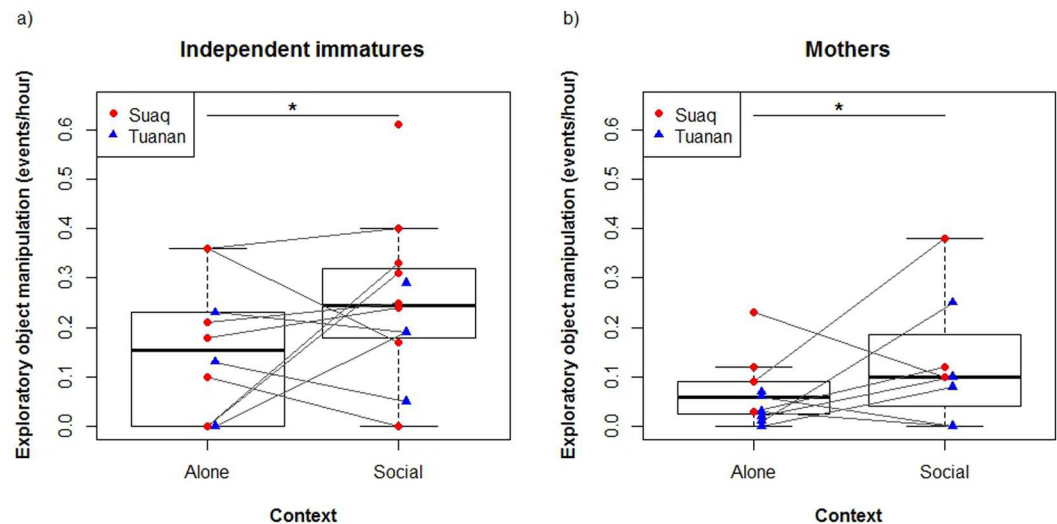 a)
Independent immatures
Exploratory object manipulation (events/hour)
0.6
0.5
0.4
0.3
0.2
0.1
0.0
Suaq
Tuanan
*
Alone
Social
Context
b)
Mothers
Exploratory object manipulation (events/hour)
0.6
0.5
0.4
0.3
0.2
0.1
0.0
Suaq
Tuanan
*
Alone
Social
Context